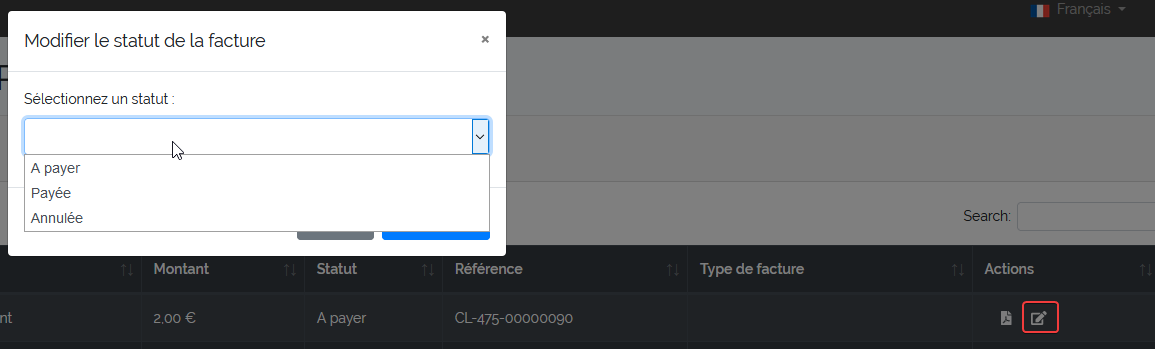 Français
Modifier le statut de la facture
×
Sélectionnez un statut :
A payer
Payée
Annulée
Search:
Montant Statut Référence Type de facture Actions
nt 2,00 € A payer CL-475-00000090